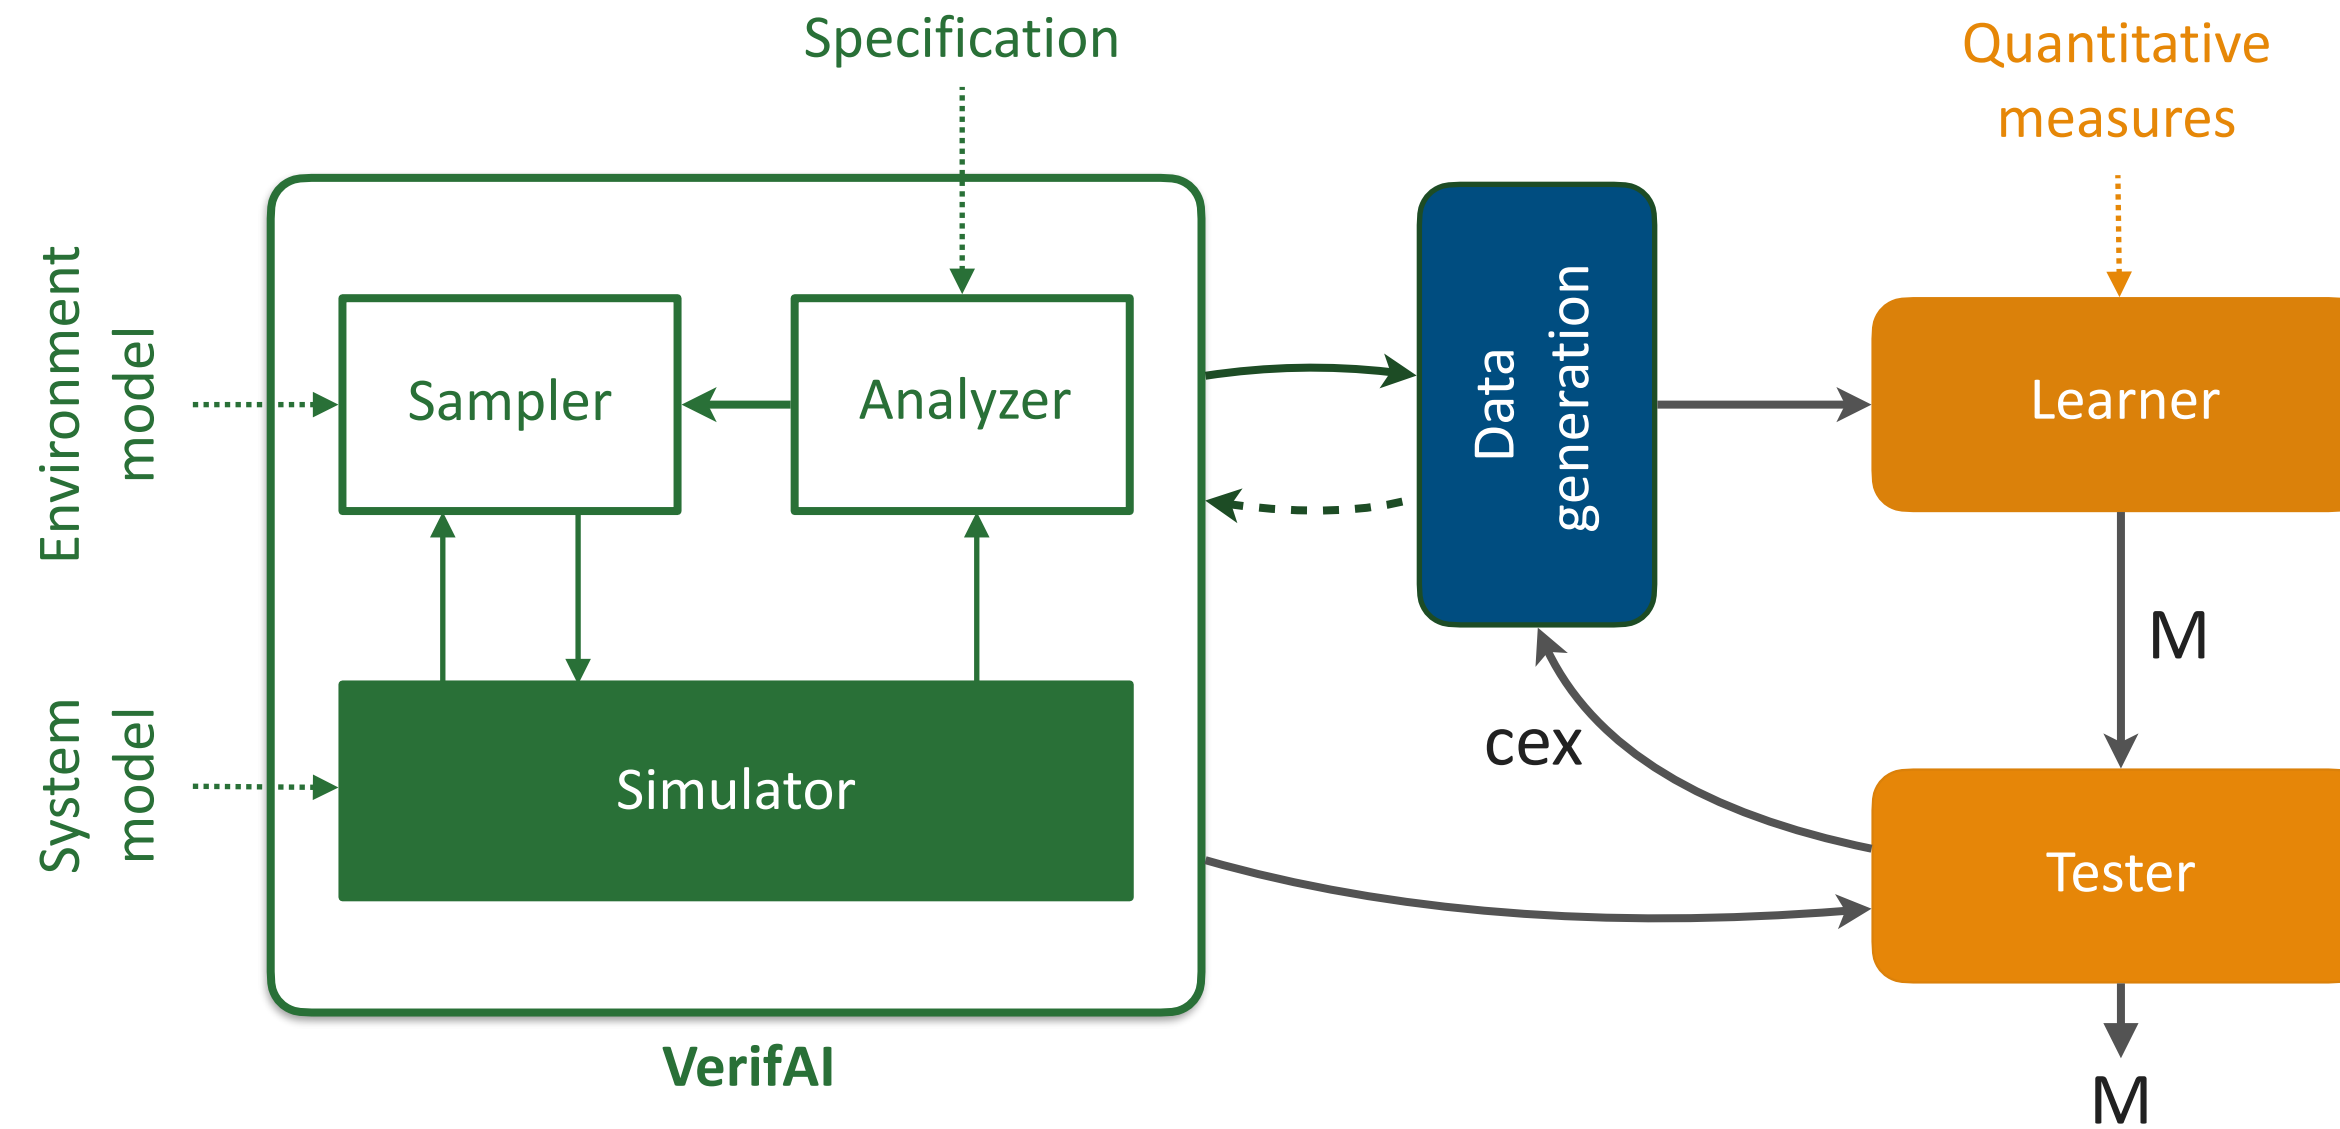 Specification
Quantitative
measures
Environment
model
Sampler
Analyzer
Data
generation
Learner
M
System
model
Simulator
cex
Tester
VerifAI
M